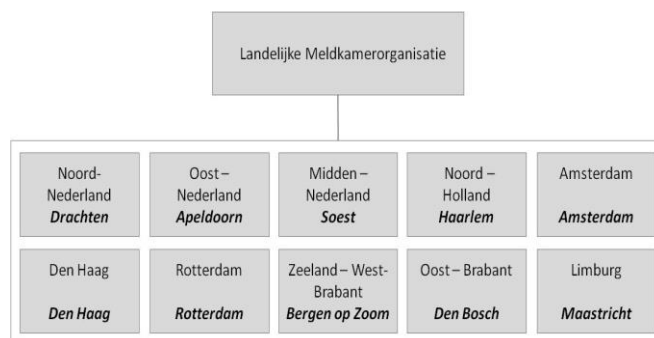 Landelijke Meldkamerorganisatie
Noord-
Nederland
Drachten
Oost – 
Nederland
Apeldoorn
Midden – 
Nederland
Soest
Noord – 
Holland
Haarlem
Amsterdam
Amsterdam
Den Haag
Den Haag
Rotterdam
Rotterdam
Zeeland – West-
Brabant
Bergen op Zoom
Oost – Brabant
Den Bosch
Limburg
Maastricht